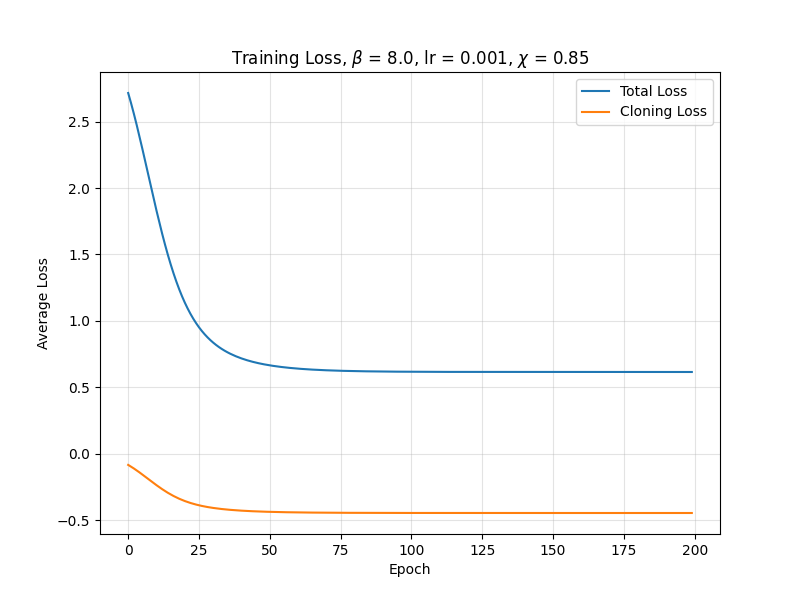 Training Loss, β = 8.0, lr = 0.001, χ = 0.85
Total Loss
Cloning Loss
Average Loss
2.5
2.0
1.5
1.0
0.5
0.0
−0.5
0 25 50 75 100 125 150 175 200
Epoch